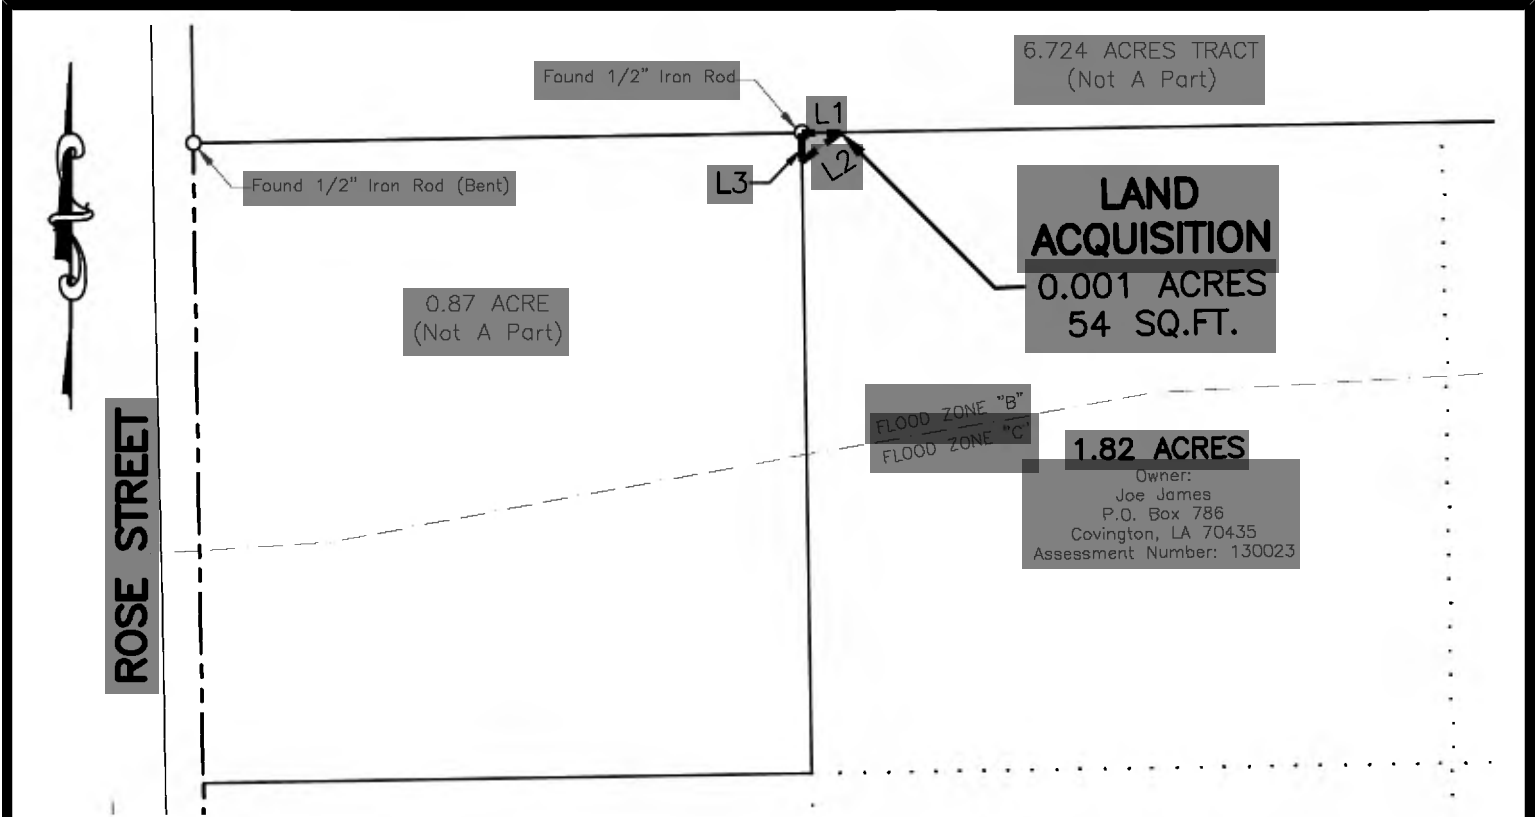 6.724 ACRES TRACT
(Not A Part)
Found 1/2" Iron Rod
L1
L2
L3
Found 1/2" Iron Rod (Bent)
LAND
ACQUISITION
0.001 ACRES
54 SQ.FT.
0.87 ACRE
(Not A Part)
FLOOD ZONE "B"
FLOOD ZONE "C"
1.82 ACRES
Owner:
Joe James
P.O. Box 786
Covington, LA 70435
Assessment Number: 130023
ROSE STREET